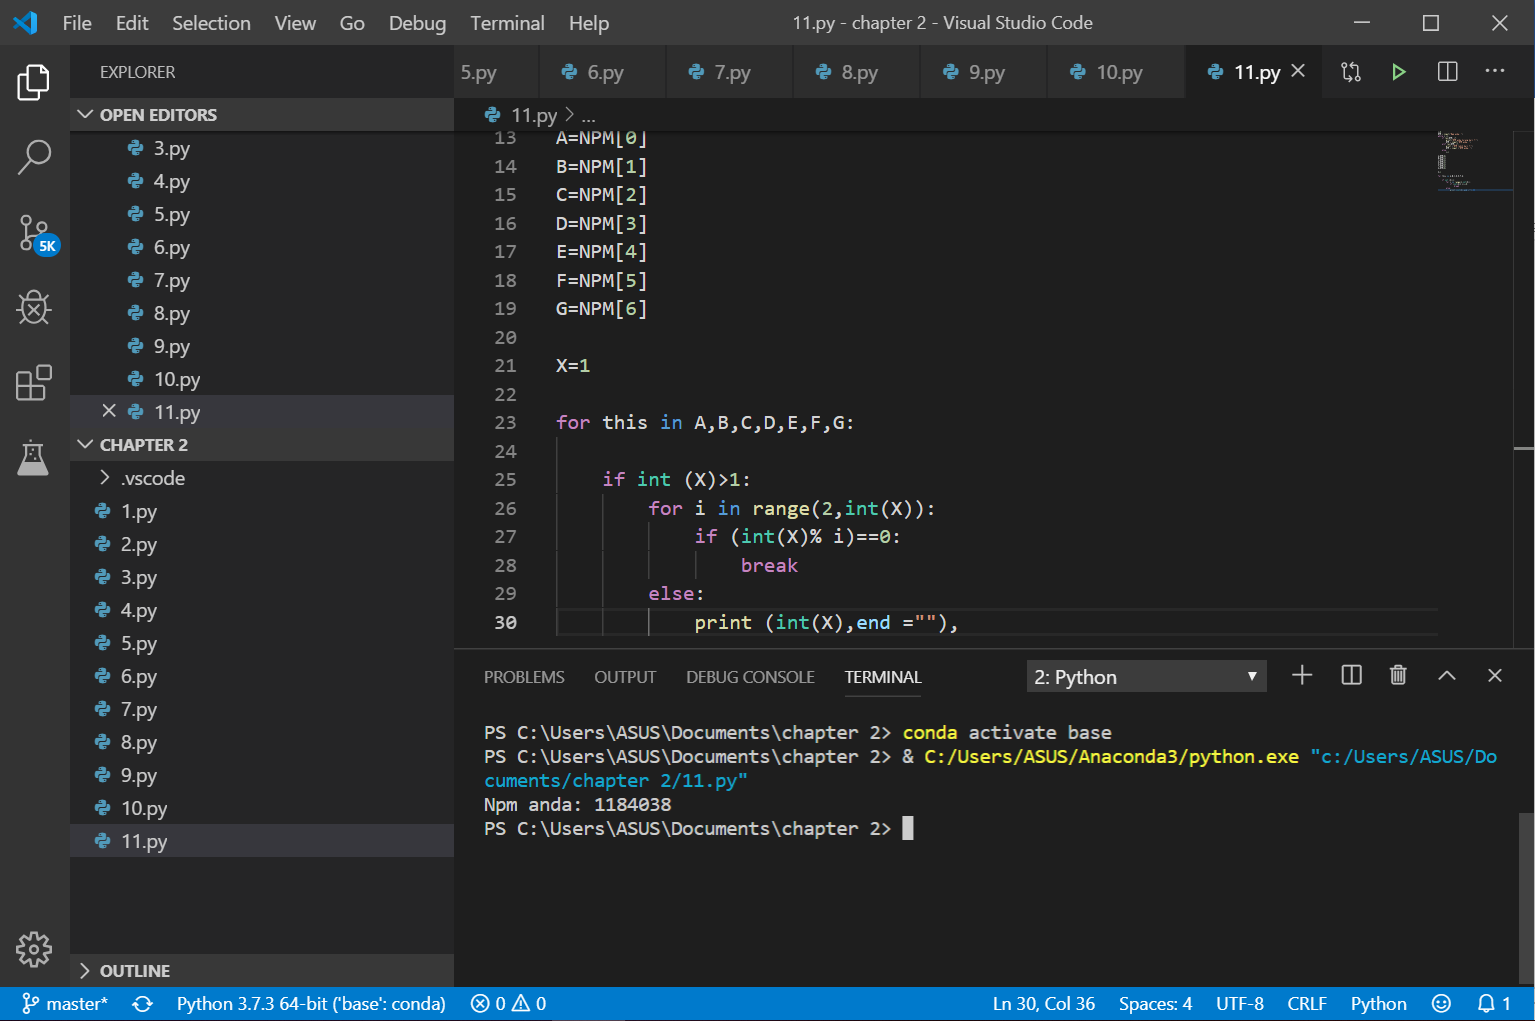 File Edit Selection View Go Debug Terminal Help 11.py - chapter 2 - Visual Studio Code
EXPLORER
5.py 6.py 7.py 8.py 9.py 10.py 11.py
OPEN EDITORS
3.py
4.py
5.py
6.py
7.py
8.py
9.py
10.py
11.py
CHAPTER 2
.vscode
1.py
2.py
3.py
4.py
5.py
6.py
7.py
8.py
9.py
10.py
11.py
OUTLINE
5K
11.py > ...
13 A=NPM[0]
14 B=NPM[1]
15 C=NPM[2]
16 D=NPM[3]
17 E=NPM[4]
18 F=NPM[5]
19 G=NPM[6]
20
21 X=1
22
23 for this in A,B,C,D,E,F,G:
24
25 if int (X)>1:
26 for i in range(2,int(X)):
27 if (int(X)% i)==0:
28 break
29 else:
30 print (int(X),end =""),
PROBLEMS OUTPUT DEBUG CONSOLE TERMINAL 2: Python
PS C:\Users\ASUS\Documents\chapter 2> conda activate base
PS C:\Users\ASUS\Documents\chapter 2> & C:/Users/ASUS/Anaconda3/python.exe "c:/Users/ASUS/Do
cuments/chapter 2/11.py"
Npm anda: 1184038
PS C:\Users\ASUS\Documents\chapter 2>
master* Python 3.7.3 64-bit ('base': conda) 0 0 Ln 30, Col 36 Spaces: 4 UTF-8 CRLF Python 1